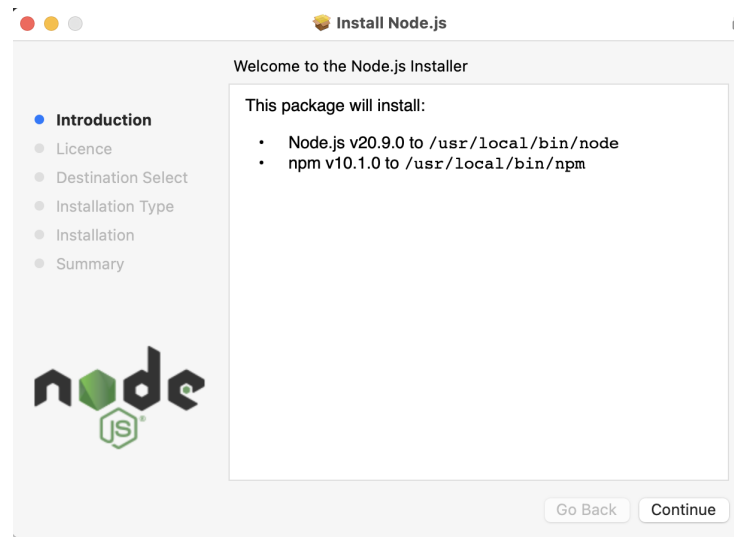 Install Node.js
Welcome to the Node.js Installer
Introduction
Licence
Destination Select
Installation Type
Installation
Summary
This package will install:
• Node.js v20.9.0 to /usr/local/bin/node
• npm v10.1.0 to /usr/local/bin/npm
node
JS
Go Back
Continue